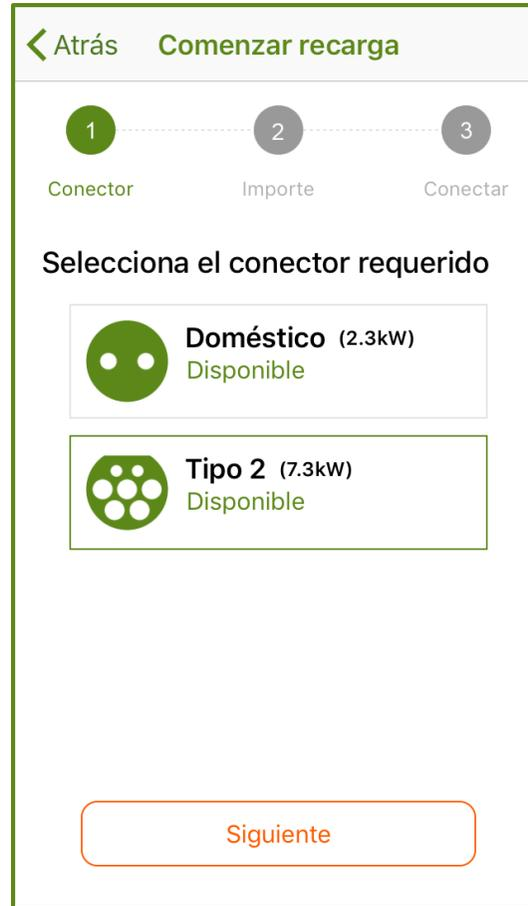 Atrás Comenzar recarga
1 2 3
Conector Importe Conectar
Selecciona el conector requerido
Doméstico (2.3kW)
Disponible
Tipo 2 (7.3kW)
Disponible
Siguiente